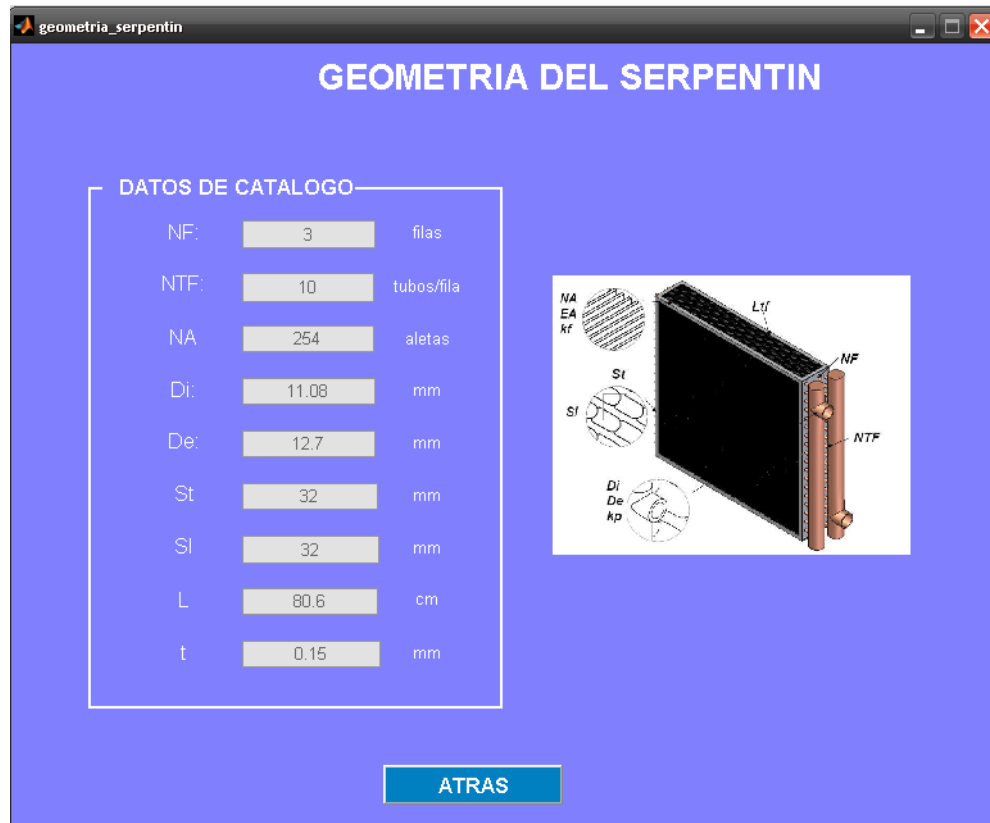 geometria_serpentin
GEOMETRIA DEL SERPENTIN
DATOS DE CATALOGO
NF: 3 filas
NTF: 10 tubos/fila
NA 254 aletas
Di: 11.08 mm
De: 12.7 mm
St 32 mm
Sl 32 mm
L 80.6 cm
t 0.15 mm
NA
EA
kf
Ltf
NF
St
Sl
NTF
Di
De
kp
ATRAS